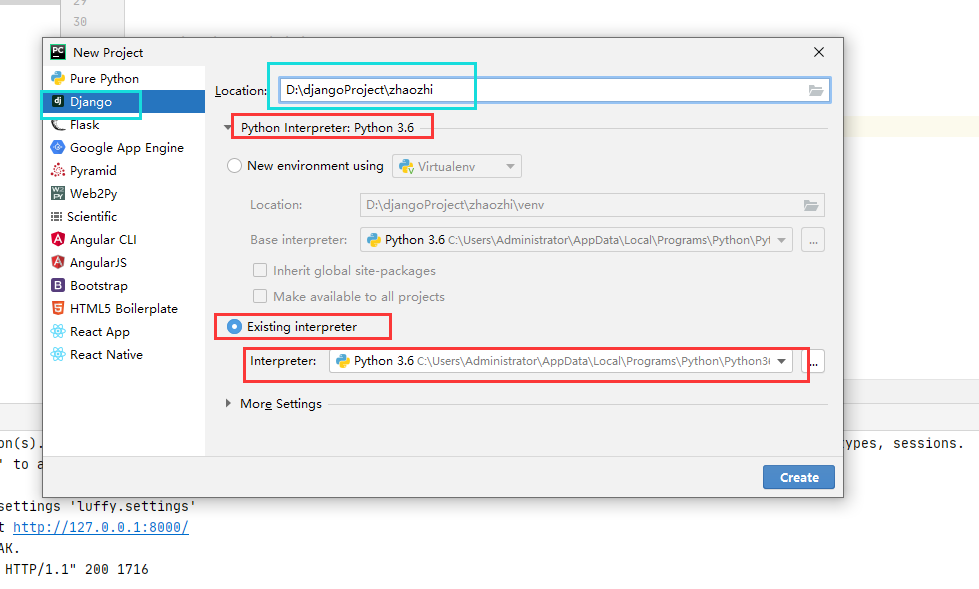 29
30
New Project
Pure Python
Django
Flask
Google App Engine
Pyramid
Web2Py
Scientific
Angular CLI
AngularJS
Bootstrap
HTML5 Boilerplate
React App
React Native
Location: D:\djangoProject\zhaozhi
Python Interpreter: Python 3.6
New environment using Virtualenv
Location: D:\djangoProject\zhaozhi\venv
Base interpreter: Python 3.6 C:\Users\Administrator\AppData\Local\Programs\Python\Pyt ...
Inherit global site-packages
Make available to all projects
Existing interpreter
Interpreter: Python 3.6 C:\Users\Administrator\AppData\Local\Programs\Python\Python36 ...
More Settings
Create
on(s). types, sessions.
' to a
settings 'luffy.settings'
t http://127.0.0.1:8000/
AK.
HTTP/1.1" 200 1716